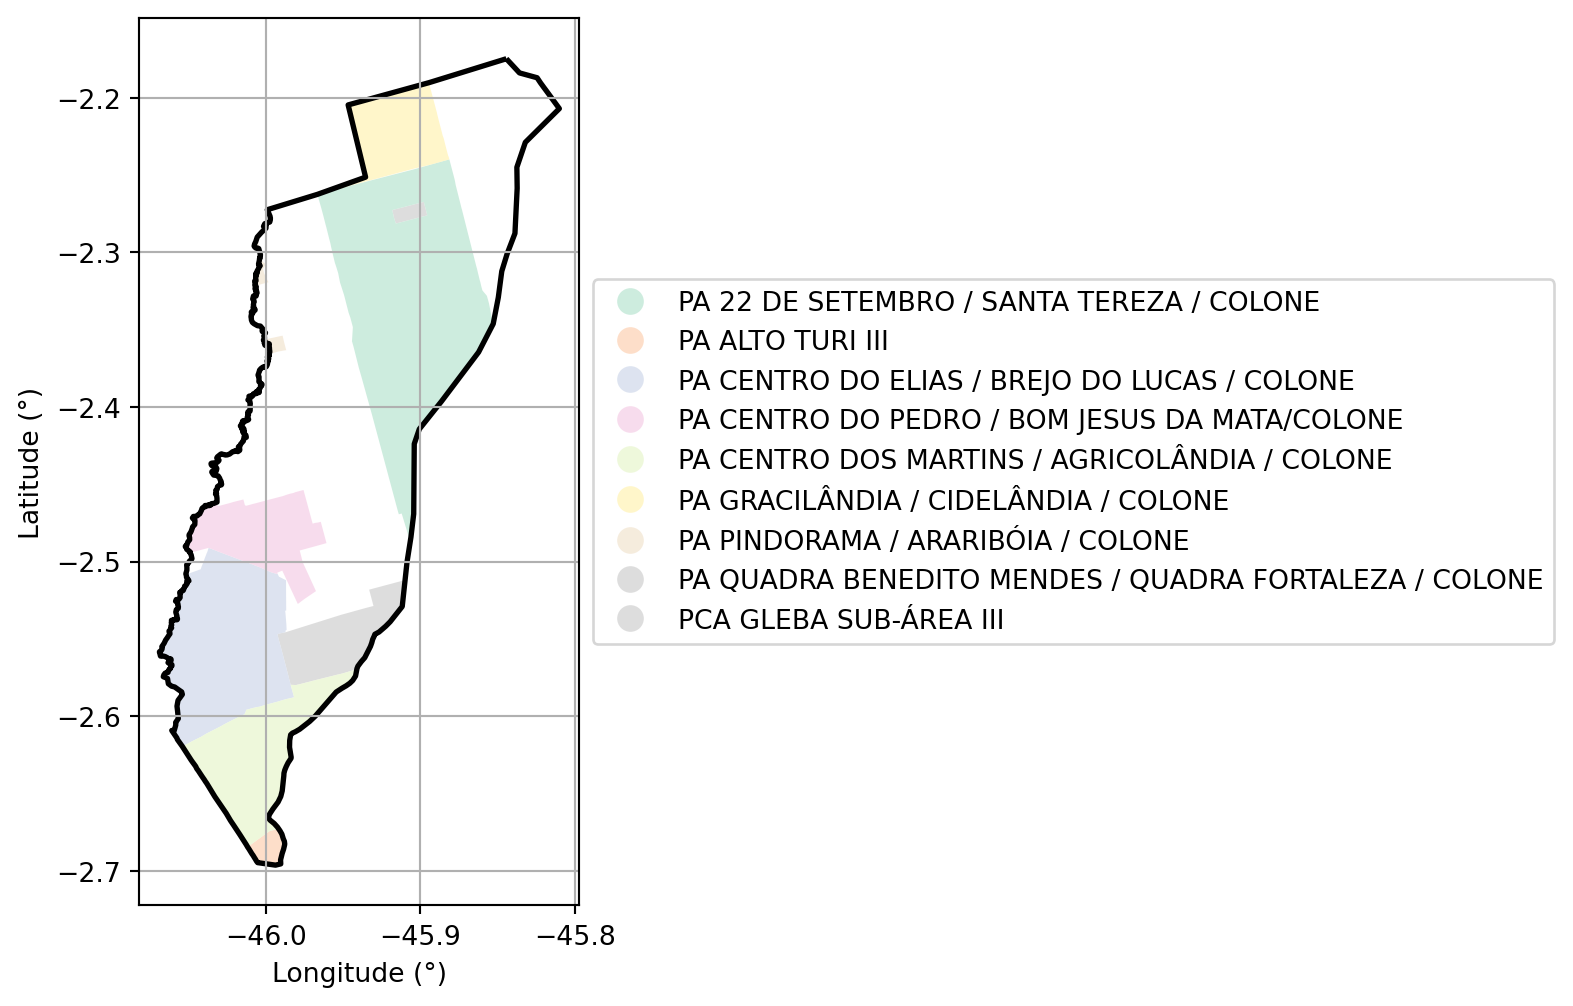 −2.2
−2.3
−2.4
−2.5
−2.6
−2.7
Latitude (°)
−46.0
−45.9
−45.8
Longitude (°)
PA 22 DE SETEMBRO / SANTA TEREZA / COLONE
PA ALTO TURI III
PA CENTRO DO ELIAS / BREJO DO LUCAS / COLONE
PA CENTRO DO PEDRO / BOM JESUS DA MATA/COLONE
PA CENTRO DOS MARTINS / AGRICOLÂNDIA / COLONE
PA GRACILÂNDIA / CIDELÂNDIA / COLONE
PA PINDORAMA / ARARIBÓIA / COLONE
PA QUADRA BENEDITO MENDES / QUADRA FORTALEZA / COLONE
PCA GLEBA SUB-ÁREA III